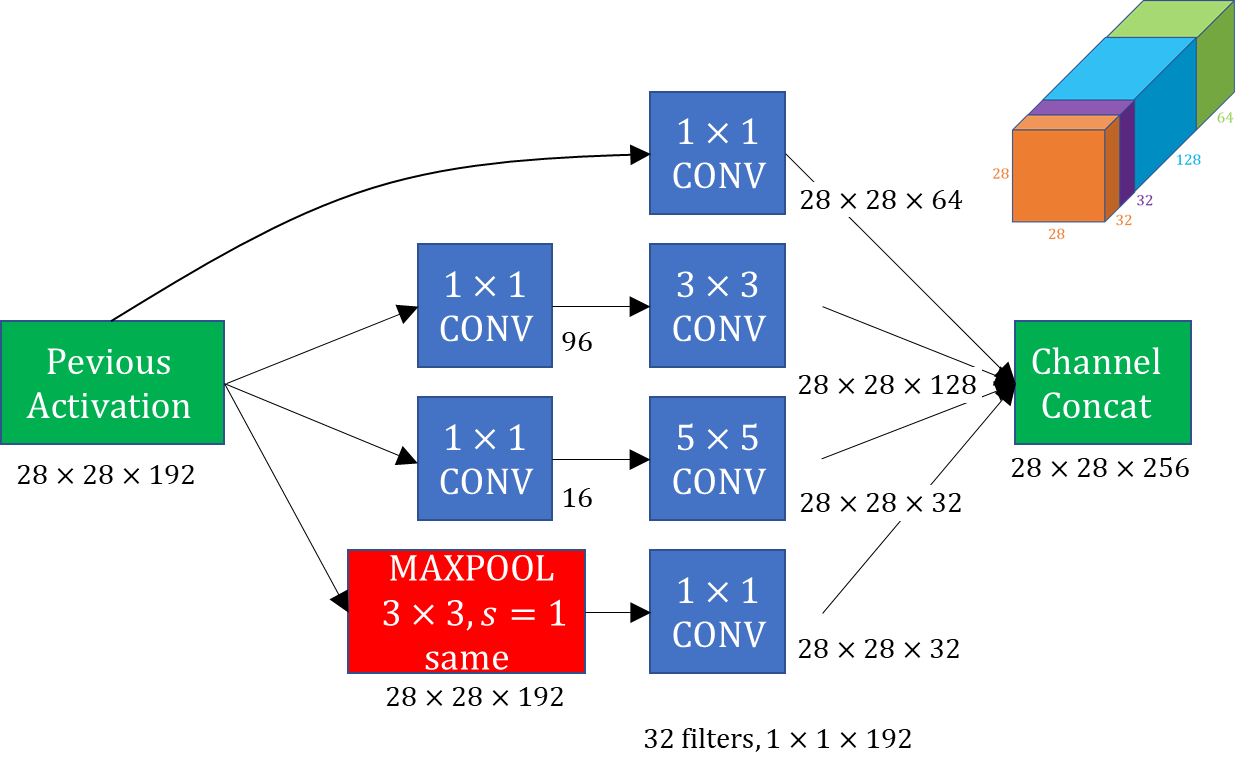 1 × 1
CONV
28 × 28 × 64
28
28
32
32
128
64
1 × 1
CONV
96
3 × 3
CONV
28 × 28 × 128
Pevious
Activation
28 × 28 × 192
1 × 1
CONV
16
5 × 5
CONV
28 × 28 × 32
Channel
Concat
28 × 28 × 256
MAXPOOL
3 × 3, s = 1
same
28 × 28 × 192
1 × 1
CONV
28 × 28 × 32
32 filters, 1 × 1 × 192